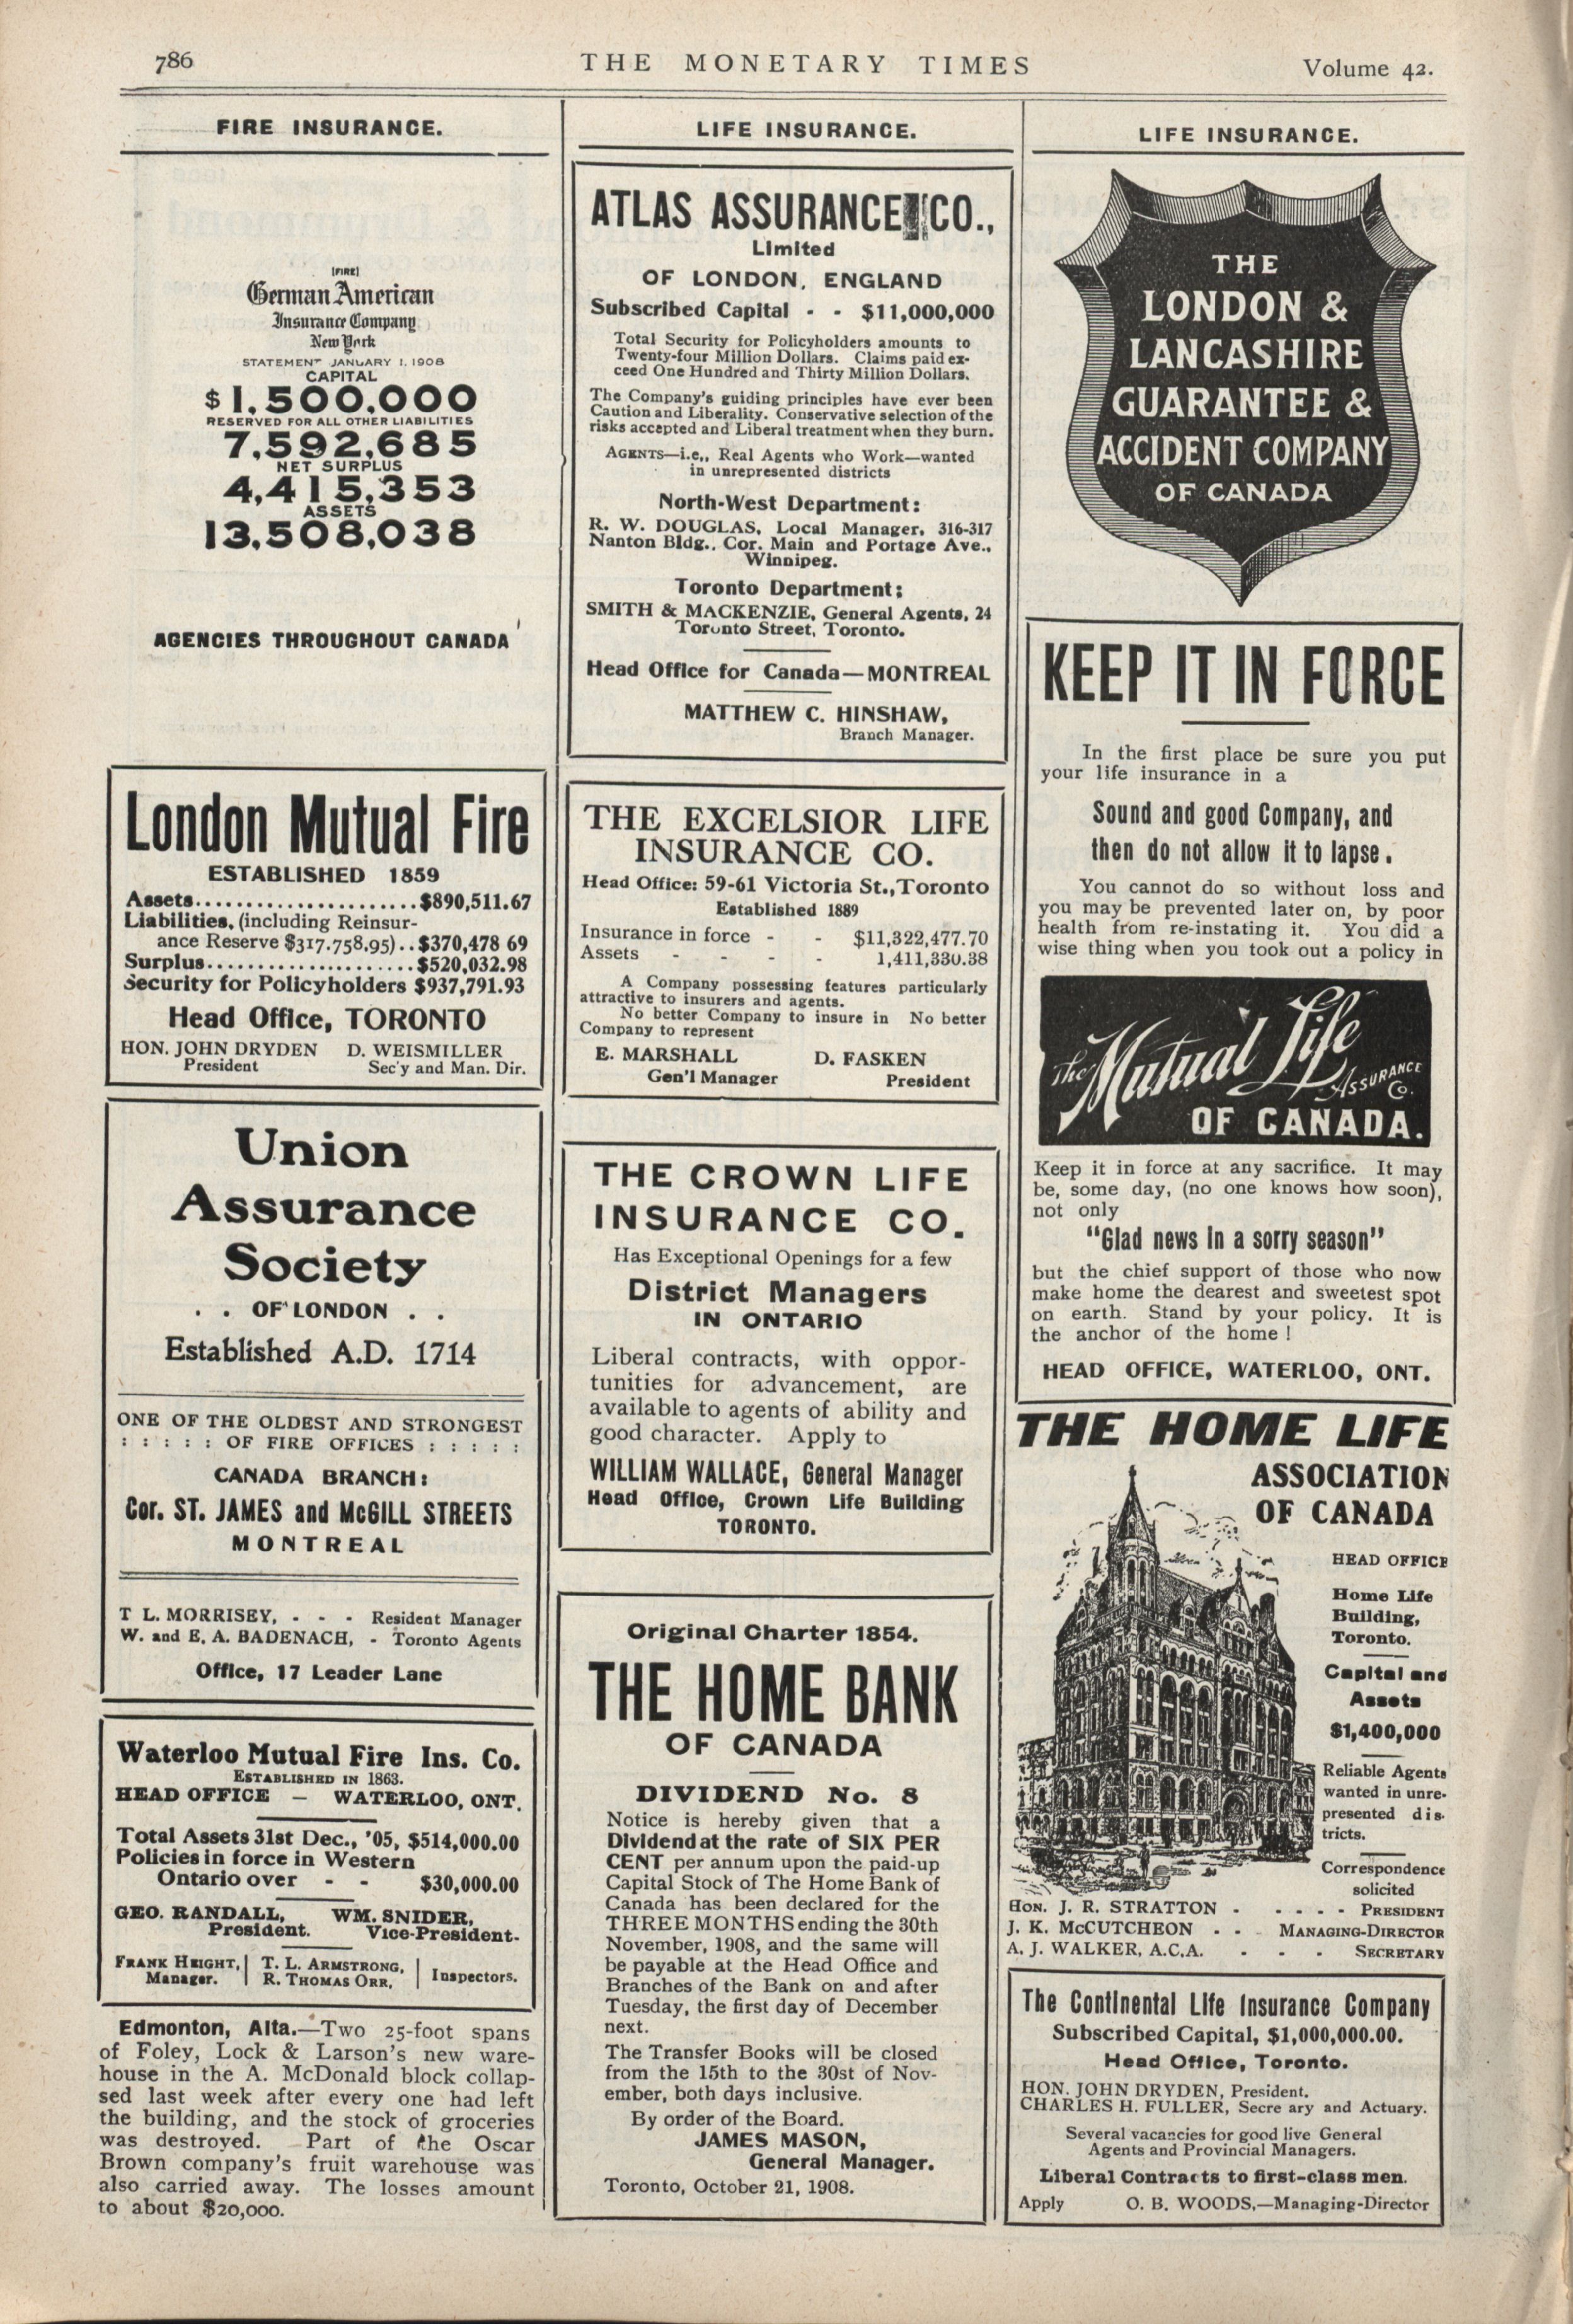 786
THE MONETARY TIMES
Volume 42.
FIRE INSURANCE.
[FIRE]
German American
Insurance Company
New York
STATEMENT JANUARY 1, 1908
CAPITAL
$1,500,000
RESERVED FOR ALL OTHER LIABILITIES
7,592,685
NET SURPLUS
4,415,353
ASSETS
13,508,038
AGENCIES THROUGHOUT CANADA
London Mutual Fire
ESTABLISHED 1859
Assets......................$890,511.67
Liabilities, (including Reinsur-
ance Reserve $317,758.95)..$370,478 69
Surplus.....................$520,032.98
Security for Policyholders $937,791.93
Head Office, TORONTO
HON. JOHN DRYDEN D. WEISMILLER
President Sec'y and Man. Dir.
Union
Assurance
Society
. . OF LONDON . .
Established A.D. 1714
ONE OF THE OLDEST AND STRONGEST
: : : : : OF FIRE OFFICES : : : : :
CANADA BRANCH:
Cor. ST. JAMES and McGILL STREETS
MONTREAL
T L. MORRISEY, - - - Resident Manager
W. and E. A. BADENACH, - Toronto Agents
Office, 17 Leader Lane
Waterloo Mutual Fire Ins. Co.
ESTABLISHED IN 1863.
HEAD OFFICE — WATERLOO, ONT.
Total Assets 31st Dec., '05, $514,000.00
Policies in force in Western
Ontario over - - $30,000.00
GEO. RANDALL, WM. SNIDER,
President. Vice-President.
FRANK HEIGHT, T. L. ARMSTRONG,
Manager. R. THOMAS ORR, Inspectors.
Edmonton, Alta.—Two 25-foot spans
of Foley, Lock & Larson's new ware-
house in the A. McDonald block collap-
sed last week after every one had left
the building, and the stock of groceries
was destroyed. Part of the Oscar
Brown company's fruit warehouse was
also carried away. The losses amount
to about $20,000.
LIFE INSURANCE.
ATLAS ASSURANCE CO.,
Limited
OF LONDON, ENGLAND
Subscribed Capital - - $11,000,000
Total Security for Policyholders amounts to
Twenty-four Million Dollars. Claims paid ex-
ceed One Hundred and Thirty Million Dollars.
The Company's guiding principles have ever been
Caution and Liberality. Conservative selection of the
risks accepted and Liberal treatment when they burn.
AGENTS—i.e., Real Agents who Work—wanted
in unrepresented districts
North-West Department:
R. W. DOUGLAS, Local Manager, 316-317
Nanton Bldg., Cor. Main and Portage Ave.,
Winnipeg.
Toronto Department:
SMITH & MACKENZIE, General Agents, 24
Toronto Street, Toronto.
Head Office for Canada—MONTREAL
MATTHEW C. HINSHAW,
Branch Manager.
THE EXCELSIOR LIFE
INSURANCE CO.
Head Office: 59-61 Victoria St., Toronto
Established 1889
Insurance in force - - $11,322,477.70
Assets - - - - 1,411,330.38
A Company possessing features particularly
attractive to insurers and agents.
No better Company to insure in No better
Company to represent
E. MARSHALL D. FASKEN
Gen'l Manager President
THE CROWN LIFE
INSURANCE CO.
Has Exceptional Openings for a few
District Managers
IN ONTARIO
Liberal contracts, with oppor-
tunities for advancement, are
available to agents of ability and
good character. Apply to
WILLIAM WALLACE, General Manager
Head Office, Crown Life Building
TORONTO.
Original Charter 1854.
THE HOME BANK
OF CANADA
DIVIDEND No. 8
Notice is hereby given that a
Dividend at the rate of SIX PER
CENT per annum upon the paid-up
Capital Stock of The Home Bank of
Canada has been declared for the
THREE MONTHS ending the 30th
November, 1908, and the same will
be payable at the Head Office and
Branches of the Bank on and after
Tuesday, the first day of December
next.
The Transfer Books will be closed
from the 15th to the 30st of Nov-
ember, both days inclusive.
By order of the Board.
JAMES MASON,
General Manager.
Toronto, October 21, 1908.
LIFE INSURANCE.
THE
LONDON &
LANCASHIRE
GUARANTEE &
ACCIDENT COMPANY
OF CANADA
KEEP IT IN FORCE
In the first place be sure you put
your life insurance in a
Sound and good Company, and
then do not allow it to lapse.
You cannot do so without loss and
you may be prevented later on, by poor
health from re-instating it. You did a
wise thing when you took out a policy in
The Mutual Life
ASSURANCE
Co.
OF CANADA.
Keep it in force at any sacrifice. It may
be, some day, (no one knows how soon),
not only
"Glad news in a sorry season"
but the chief support of those who now
make home the dearest and sweetest spot
on earth. Stand by your policy. It is
the anchor of the home !
HEAD OFFICE, WATERLOO, ONT.
THE HOME LIFE
ASSOCIATION
OF CANADA
HEAD OFFICE
Home Life
Building,
Toronto.
Capital and
Assets
$1,400,000
Reliable Agents
wanted in unre-
presented dis-
tricts.
Correspondence
solicited
HON. J. R. STRATTON - - - - - PRESIDENT
J. K. McCUTCHEON - - - MANAGING-DIRECTOR
A. J. WALKER, A.C.A. - - - SECRETARY
The Continental Life Insurance Company
Subscribed Capital, $1,000,000.00.
Head Office, Toronto.
HON. JOHN DRYDEN, President.
CHARLES H. FULLER, Secre ary and Actuary.
Several vacancies for good live General
Agents and Provincial Managers.
Liberal Contracts to first-class men.
Apply O. B. WOODS,—Managing-Director